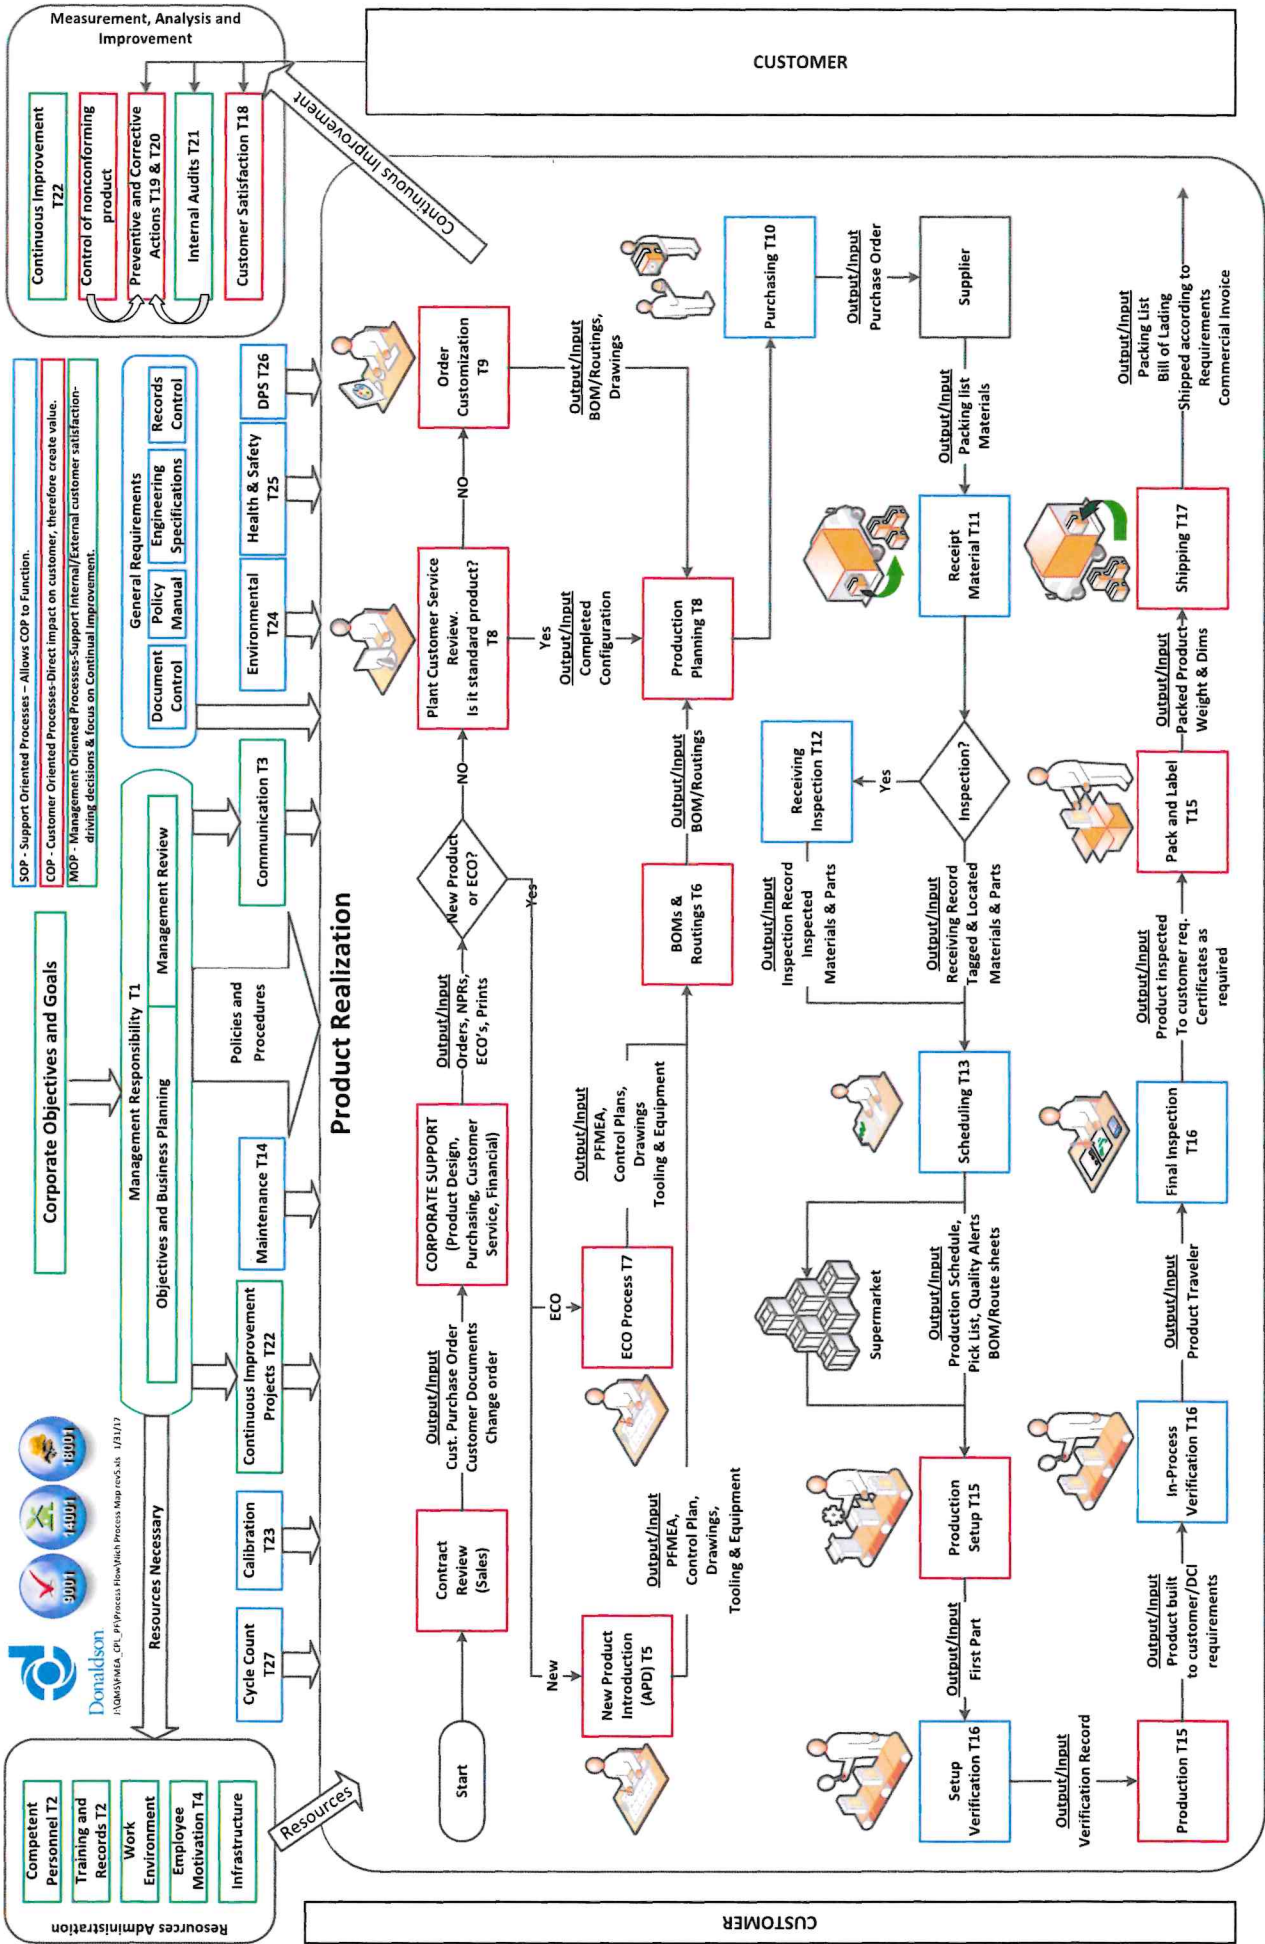 Resources Administration
Competent
Personnel T2
Training and
Records T2
Work
Environment
Employee
Motivation T4
Infrastructure
Resources
Donaldson
9001
14001
18001
Resources Necessary
Corporate Objectives and Goals
Management Responsibility T1
Objectives and Business Planning
Management Review
Policies and
Procedures
SOP - Support Oriented Processes – Allows COP to Function.
COP - Customer Oriented Processes-Direct impact on customer, therefore create value.
MOP - Management Oriented Processes-Support Internal/External customer satisfaction-
driving decisions & focus on Continual Improvement.
General Requirements
Document
Control
Policy
Manual
Engineering
Specifications
Records
Control
Measurement, Analysis and
Improvement
Continuous Improvement
T22
Control of nonconforming
product
Preventive and Corrective
Actions T19 & T20
Internal Audits T21
Customer Satisfaction T18
Continuous Improvement
Cycle Count
T27
Calibration
T23
Continuous Improvement
Projects T22
Maintenance T14
Communication T3
Environmental
T24
Health & Safety
T25
DPS T26
Product Realization
CUSTOMER
CUSTOMER
Start
Contract
Review
(Sales)
Output/Input
Cust. Purchase Order
Customer Documents
Change order
CORPORATE SUPPORT
(Product Design,
Purchasing, Customer
Service, Financial)
Output/Input
Orders, NPRs,
ECO's, Prints
New Product
or ECO?
NO
Yes
Plant Customer Service
Review.
Is it standard product?
T8
NO
Order
Customization
T9
Yes
Output/Input
Completed
Configuration
Output/Input
BOM/Routings,
Drawings
New
New Product
Introduction
(APD) T5
Output/Input
PFMEA,
Control Plan,
Drawings,
Tooling & Equipment
ECO
ECO Process T7
Output/Input
PFMEA,
Control Plans,
Drawings
Tooling & Equipment
BOMs &
Routings T6
Output/Input
BOM/Routings
Production
Planning T8
Purchasing T10
Output/Input
Purchase Order
Supplier
Output/Input
Packing list
Materials
Receipt
Material T11
Inspection?
Yes
Receiving
Inspection T12
Output/Input
Inspection Record
Inspected
Materials & Parts
Output/Input
Receiving Record
Tagged & Located
Materials & Parts
Scheduling T13
Supermarket
Output/Input
Production Schedule,
Pick List, Quality Alerts
BOM/Route sheets
Production
Setup T15
Output/Input
First Part
Setup
Verification T16
Output/Input
Verification Record
Production T15
Output/Input
Product built
to customer/DCI
requirements
In-Process
Verification T16
Output/Input
Product Traveler
Final Inspection
T16
Output/Input
Product inspected
To customer req.
Certificates as
required
Pack and Label
T15
Output/Input
Packed Product
Weight & Dims
Shipping T17
Output/Input
Packing List
Bill of Lading
Shipped according to
Requirements
Commercial Invoice